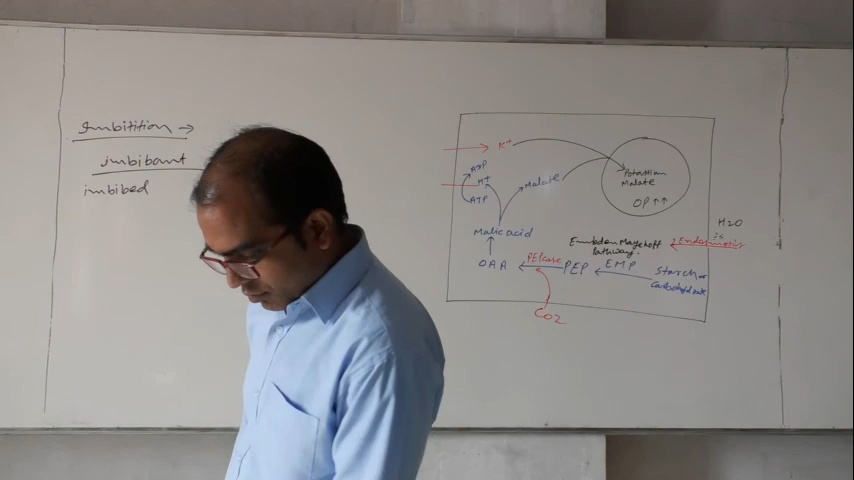 Imbibition →
imbibant
imbibed
K+
ADP
H+
ATP
Malate
Potassium
Malate
OP ↑↑
H2O
Malic acid
Embden Mayerhoff
Pathway.
Endosmosis
OAA
PEPcase
PEP
EMP
Starch or
Carbohydrate
CO2